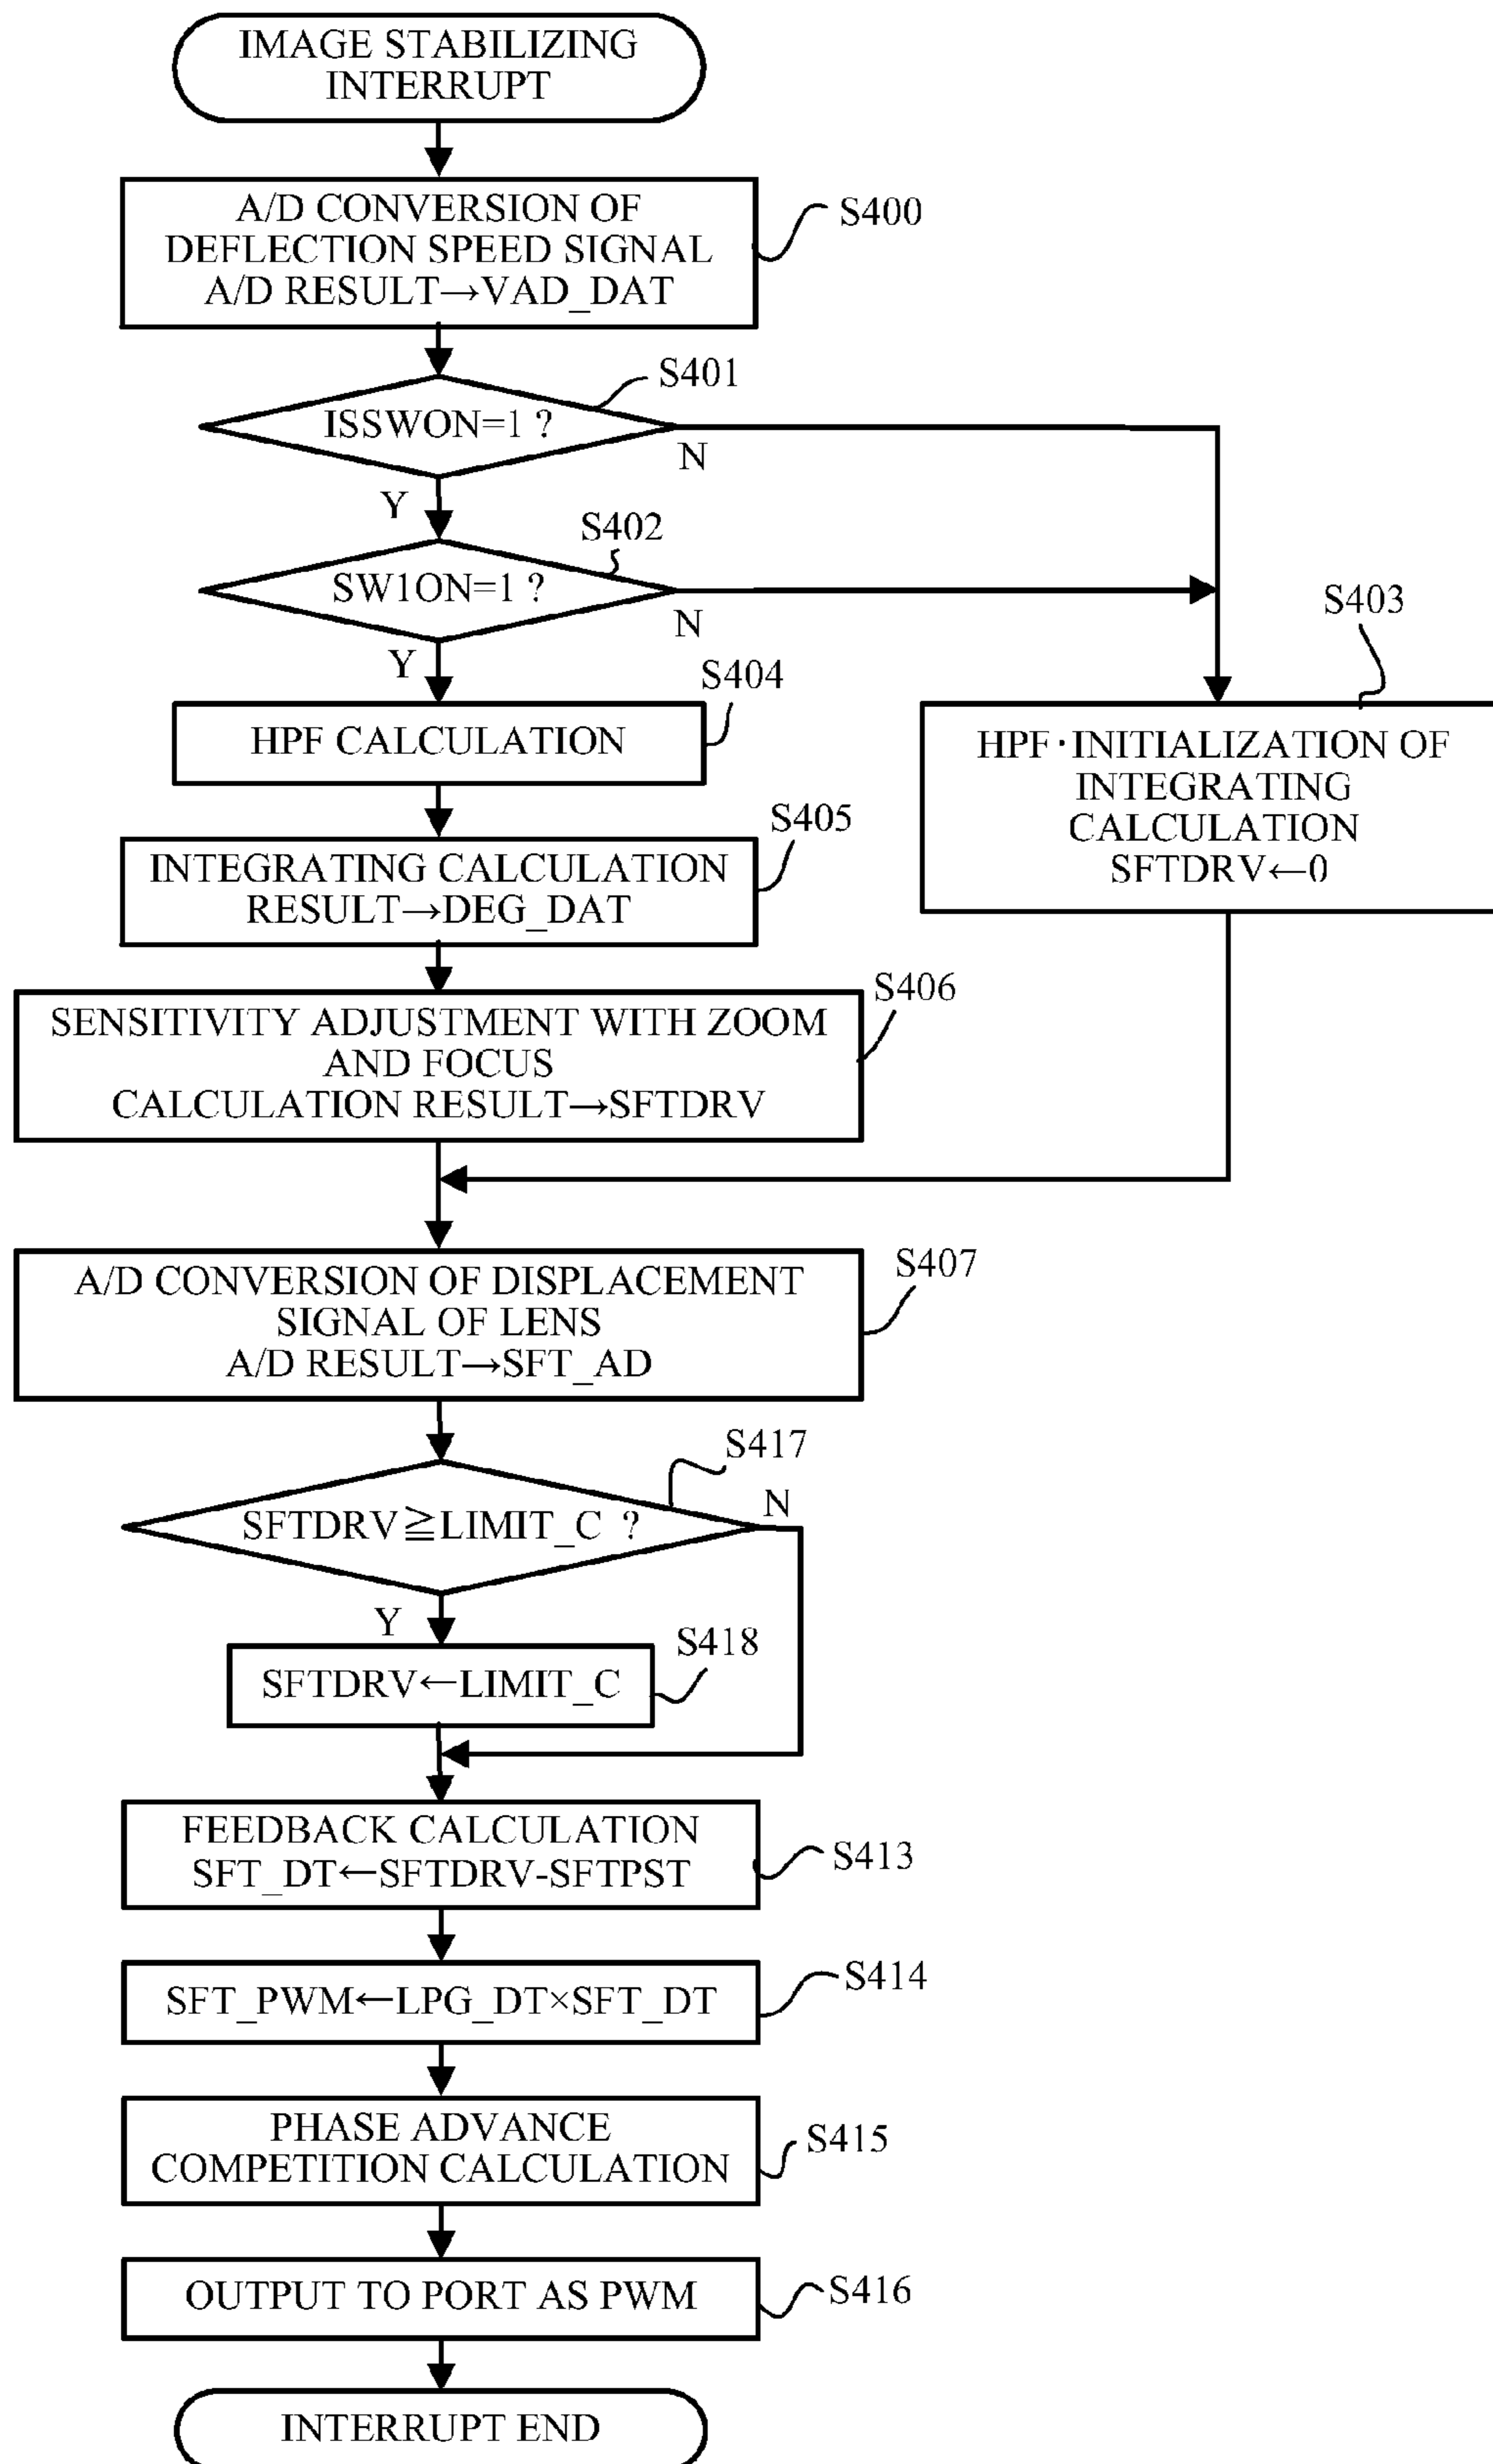 IMAGE STABILIZING
INTERRUPT
A/D CONVERSION OF
DEFLECTION SPEED SIGNAL
A/D RESULT→VAD_DAT
S400
S401
ISSWON=1 ?
N
Y
S402
SW1ON=1 ?
N
Y
S403
HPF·INITIALIZATION OF
INTEGRATING
CALCULATION
SFTDRV←0
S404
HPF CALCULATION
S405
INTEGRATING CALCULATION
RESULT→DEG_DAT
S406
SENSITIVITY ADJUSTMENT WITH ZOOM
AND FOCUS
CALCULATION RESULT→SFTDRV
S407
A/D CONVERSION OF DISPLACEMENT
SIGNAL OF LENS
A/D RESULT→SFT_AD
S417
SFTDRV≧LIMIT_C ?
N
Y
S418
SFTDRV←LIMIT_C
FEEDBACK CALCULATION
SFT_DT←SFTDRV-SFTPST
S413
SFT_PWM←LPG_DT×SFT_DT
S414
PHASE ADVANCE
COMPETITION CALCULATION
S415
OUTPUT TO PORT AS PWM
S416
INTERRUPT END